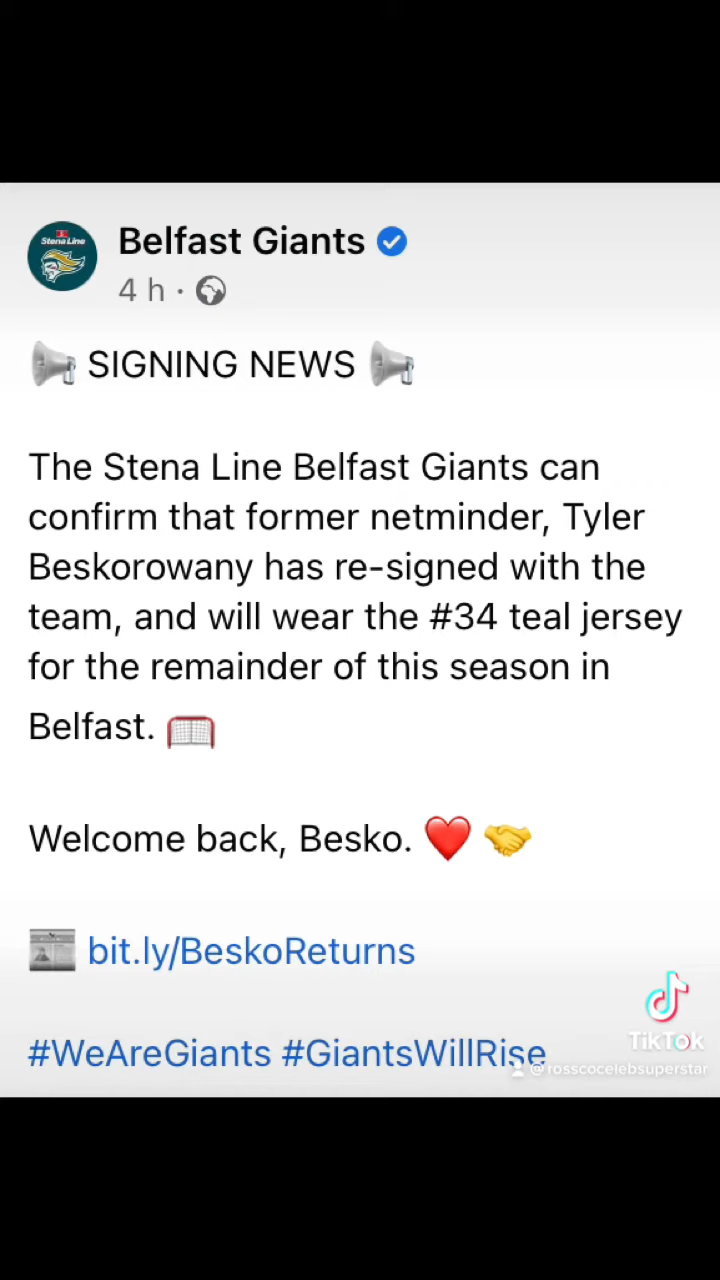 Stena Line
Belfast Giants
4 h ·
SIGNING NEWS
The Stena Line Belfast Giants can
confirm that former netminder, Tyler
Beskorowany has re-signed with the
team, and will wear the #34 teal jersey
for the remainder of this season in
Belfast.
Welcome back, Besko.
bit.ly/BeskoReturns
#WeAreGiants #GiantsWillRise
TikTok
@rosscocelebsuperstar